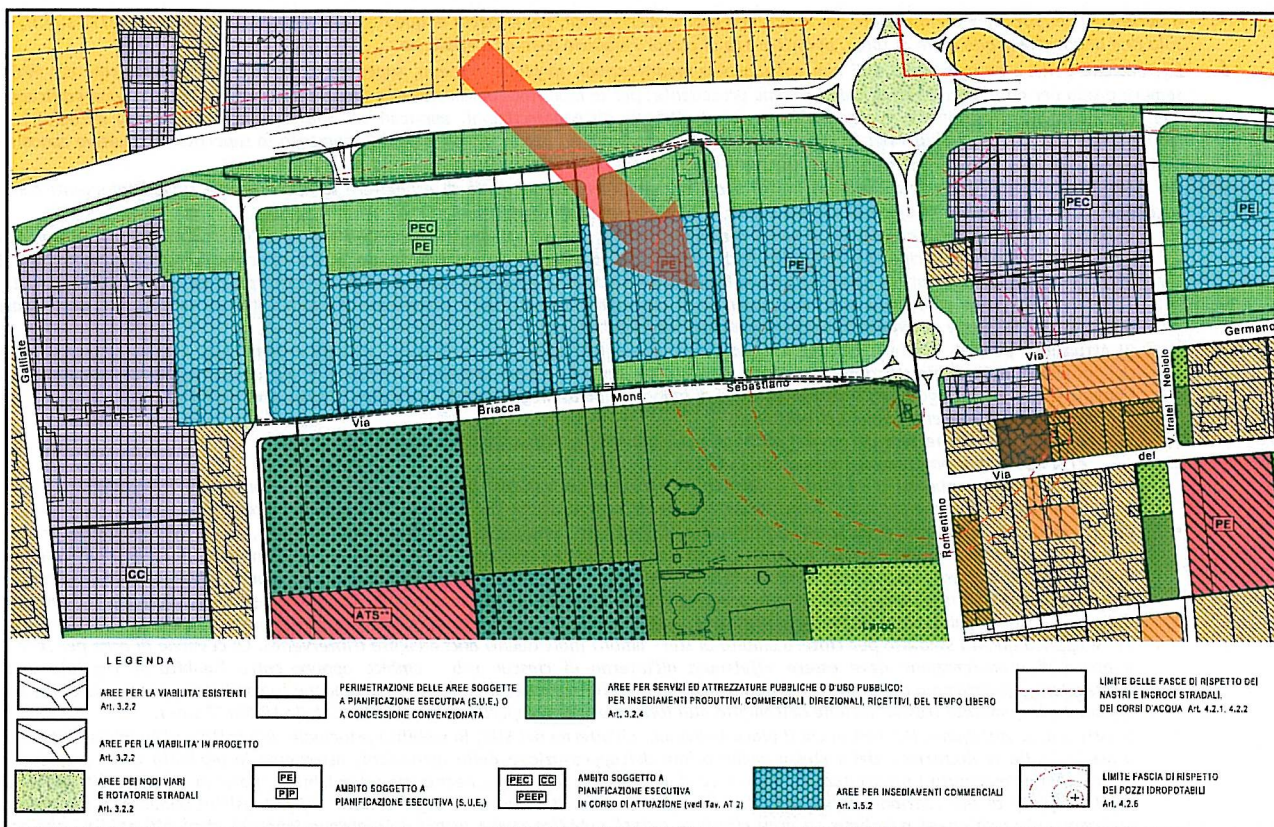 PEC
PE
PE
PE
PEC
PE
Galliate
Via Briacca Mons. Sebastiano
Via Germano
V. fratel L. Nebiolo
Via del
Romentino
PE
CC
ATS**
Largo
LEGENDA
AREE PER LA VIABILITA' ESISTENTI
Art. 3.2.2
AREE PER LA VIABILITA' IN PROGETTO
Art. 3.2.2
AREE DEI NODI VIARI
E ROTATORIE STRADALI
Art. 3.2.2
PERIMETRAZIONE DELLE AREE SOGGETTE
A PIANIFICAZIONE ESECUTIVA (S.U.E.) O
A CONCESSIONE CONVENZIONATA
PE
PIP
AMBITO SOGGETTO A
PIANIFICAZIONE ESECUTIVA (S.U.E.)
PEC CC
PEEP
AMBITO SOGGETTO A
PIANIFICAZIONE ESECUTIVA
IN CORSO DI ATTUAZIONE (vedi Tav. AT 2)
AREE PER SERVIZI ED ATTREZZATURE PUBBLICHE O D'USO PUBBLICO:
PER INSEDIAMENTI PRODUTTIVI, COMMERCIALI, DIREZIONALI, RICETTIVI, DEL TEMPO LIBERO
Art. 3.2.4
AREE PER INSEDIAMENTI COMMERCIALI
Art. 3.5.2
LIMITE DELLE FASCE DI RISPETTO DEI
NASTRI E INCROCI STRADALI,
DEI CORSI D'ACQUA Art. 4.2.1, 4.2.2
LIMITE FASCIA DI RISPETTO
DEI POZZI IDROPOTABILI
Art. 4.2.6